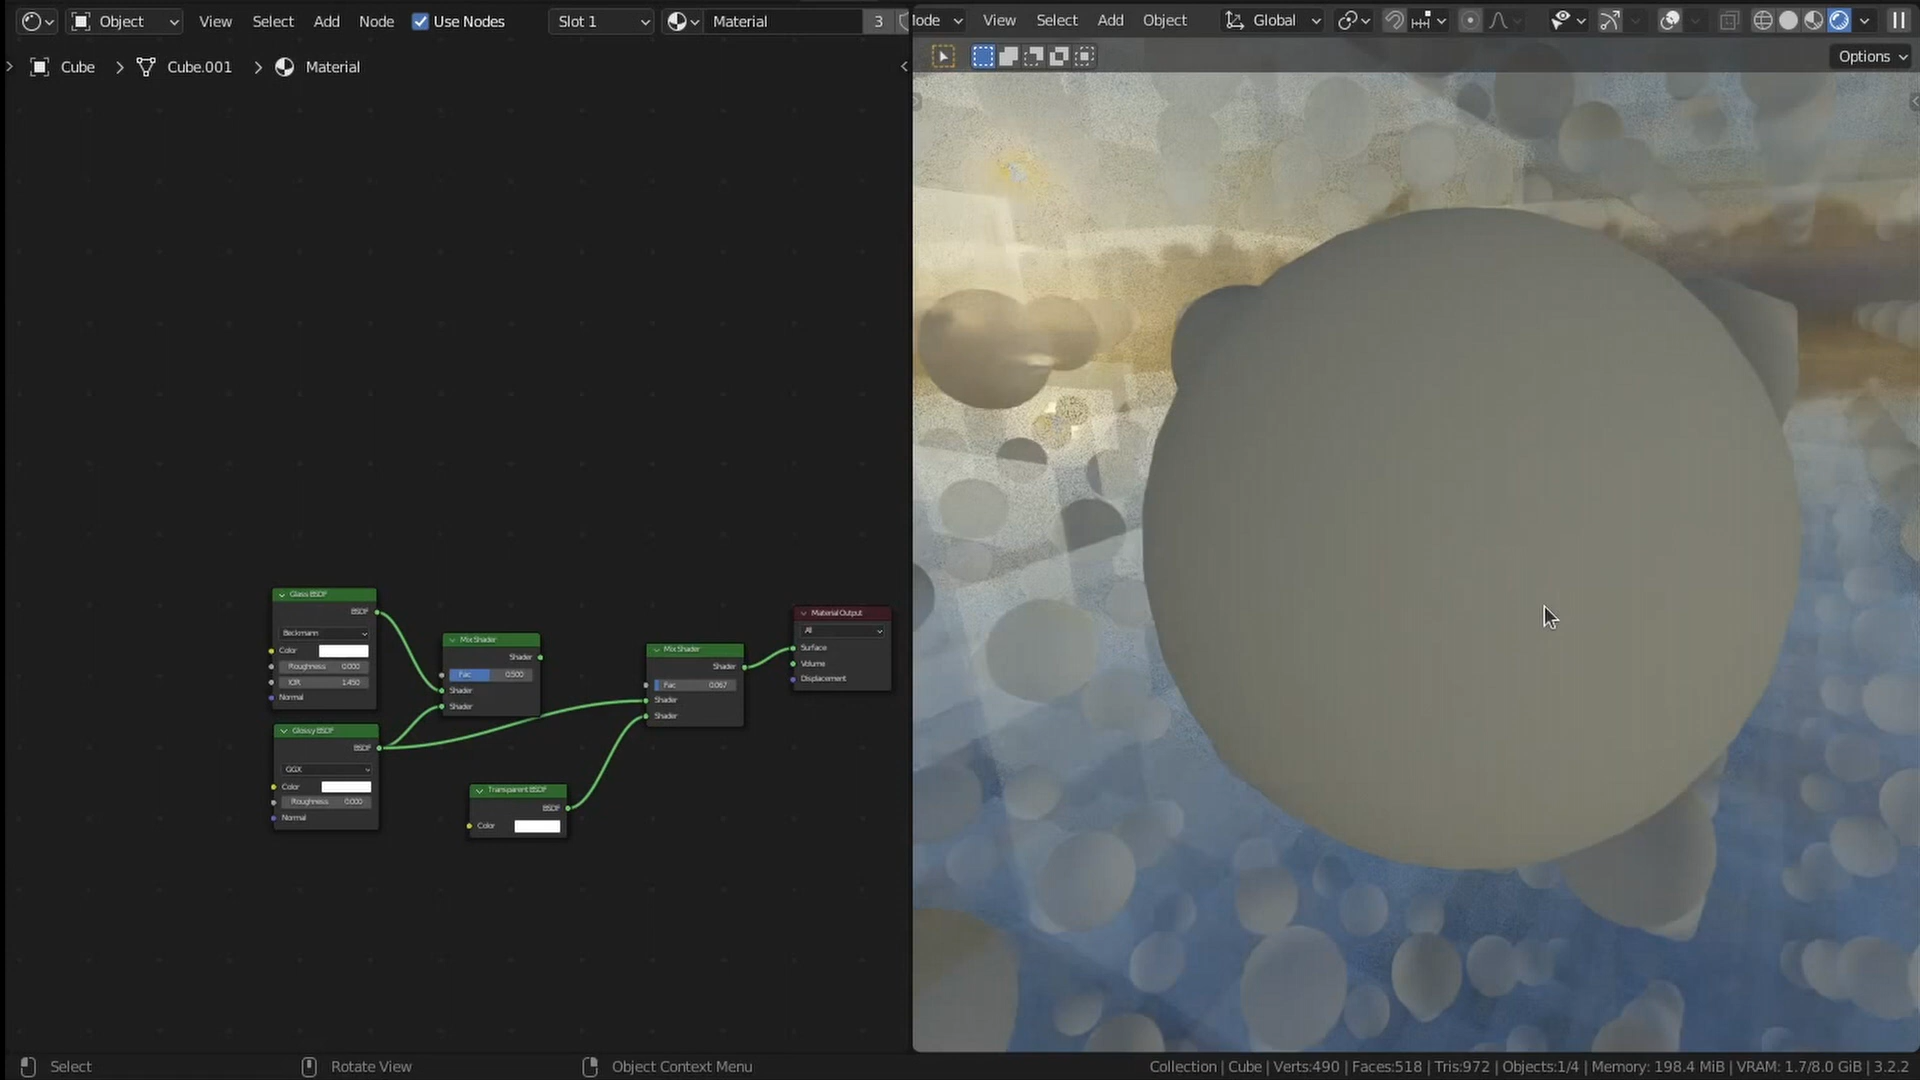 Object View Select Add Node Use Nodes Slot 1 Material 3
Mode View Select Add Object Global
Options
Cube Cube.001 Material
Glass BSDF
BSDF
Beckmann
Color
Roughness 0.000
IOR 1.450
Normal
Glossy BSDF
BSDF
GGX
Color
Roughness 0.000
Normal
Mix Shader
Shader
Fac 0.500
Shader
Shader
Transparent BSDF
BSDF
Color
Mix Shader
Shader
Fac 0.067
Shader
Shader
Material Output
All
Surface
Volume
Displacement
Select Rotate View Object Context Menu
Collection | Cube | Verts:490 | Faces:518 | Tris:972 | Objects:1/4 | Memory: 198.4 MiB | VRAM: 1.7/8.0 GiB | 3.2.2